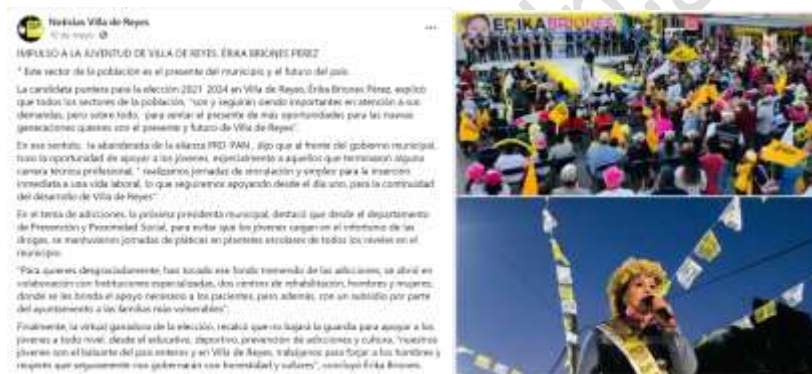 Noticias Villa de Reyes
10 de mayo
IMPULSO A LA JUVENTUD DE VILLA DE REYES: ÉRIKA BRIONES PÉREZ
* Este sector de la población es el presente del municipio y el futuro del país.
La candidata puntera para la elección 2021 2024 en Villa de Reyes, Érika Briones Pérez, explicó
que todos los sectores de la población, "son y seguirán siendo importantes en atención a sus
demandas, pero sobre todo, para sentar el presente de más oportunidades para las nuevas
generaciones quienes son el presente y futuro de Villa de Reyes".
En ese sentido, la abanderada de la alianza PRD-PAN, dijo que al frente del gobierno municipal,
tuvo la oportunidad de apoyar a los jóvenes, especialmente a aquellos que terminaron alguna
carrera técnica profesional, " realizamos jornadas de vinculación y empleo para la inserción
inmediata a una vida laboral, lo que seguiremos apoyando desde el día uno, para la continuidad
del desarrollo de Villa de Reyes".
En el tema de adicciones, la próxima presidenta municipal, destacó que desde el departamento
de Prevención y Proximidad Social, para evitar que los jóvenes caigan en el infortunio de las
drogas, se mantuvieron jornadas de pláticas en planteles escolares de todos los niveles en el
municipio.
"Para quienes desgraciadamente, han tocado ese fondo tremendo de las adicciones, se abrió en
colaboración con Instituciones especializadas, dos centros de rehabilitación, hombres y mujeres,
donde se les brinda el apoyo necesario a los pacientes, pero además, con un subsidio por parte
del ayuntamiento a las familias más vulnerables".
Finalmente, la virtual ganadora de la elección, recalcó que no bajará la guardia para apoyar a los
jóvenes a todo nivel, desde el educativo, deportivo, prevención de adicciones y cultura, "nuestros
jóvenes son el baluarte del país enteros y en Villa de Reyes, trabajamos para forjar a los hombres y
mujeres que seguramente nos gobernarán con honestidad y valores", concluyó Érika Briones.
ERIKA BRIONES